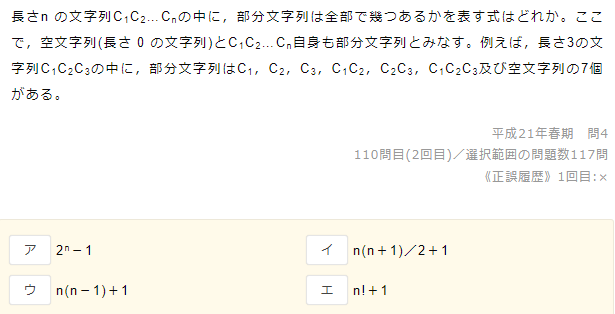 長さn の文字列C₁C₂…Cₙの中に，部分文字列は全部で幾つあるかを表す式はどれか。ここ
で，空文字列(長さ 0 の文字列)とC₁C₂…Cₙ自身も部分文字列とみなす。例えば，長さ3の文
字列C₁C₂C₃の中に，部分文字列はC₁，C₂，C₃，C₁C₂，C₂C₃，C₁C₂C₃及び空文字列の7個
がある。
平成21年春期　問4
110問目(2回目)／選択範囲の問題数117問
《正誤履歴》1回目:×
ア 2ⁿ－1
イ n(n＋1)／2＋1
ウ n(n－1)＋1
エ n!＋1